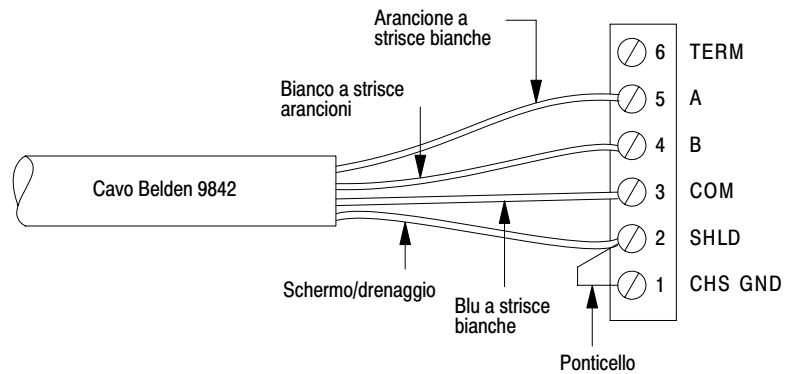 Arancione a
strisce bianche
Bianco a strisce
arancioni
Cavo Belden 9842
6 TERM
5 A
4 B
3 COM
2 SHLD
1 CHS GND
Schermo/drenaggio
Blu a strisce
bianche
Ponticello